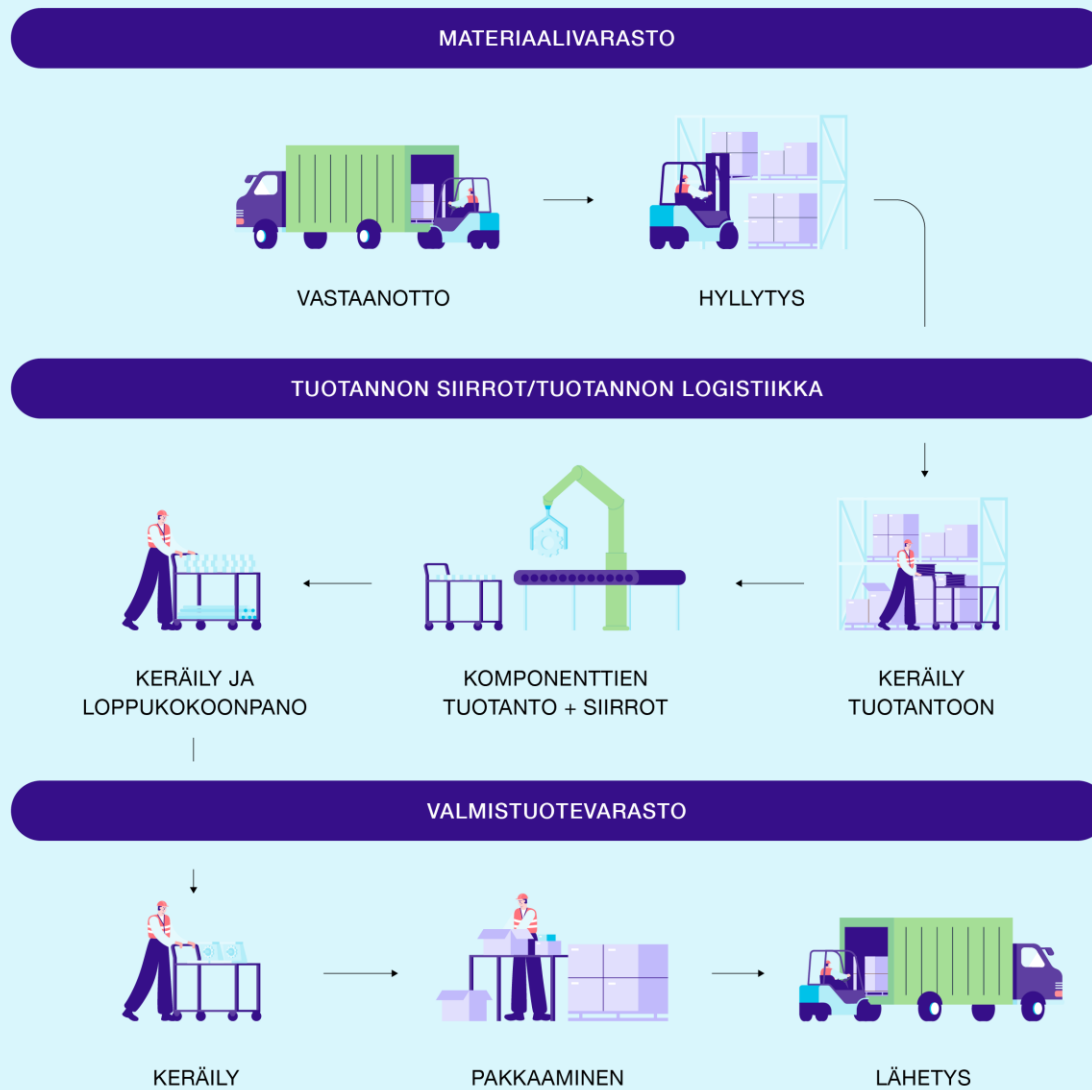 MATERIAALIVARASTO
VASTAANOTTO
HYLLYTYS
TUOTANNON SIIRROT/TUOTANNON LOGISTIIKKA
KERÄILY JA
LOPPUKOKOONPANO
KOMPONENTTIEN
TUOTANTO + SIIRROT
KERÄILY
TUOTANTOON
VALMISTUOTEVARASTO
KERÄILY
PAKKAAMINEN
LÄHETYS